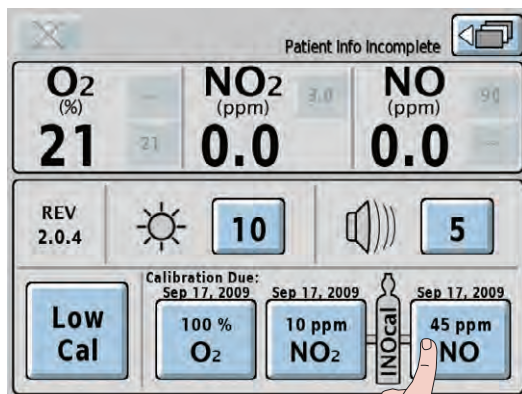 Patient Info Incomplete
O2 NO2 NO
(%) (ppm) (ppm)
-- 3.0 90
21 0.0 0.0
21 --
REV
2.0.4
10
5
Calibration Due:
Sep 17, 2009 Sep 17, 2009 Sep 17, 2009
Low
Cal
100 %
O2
10 ppm
NO2
INOcal
45 ppm
NO